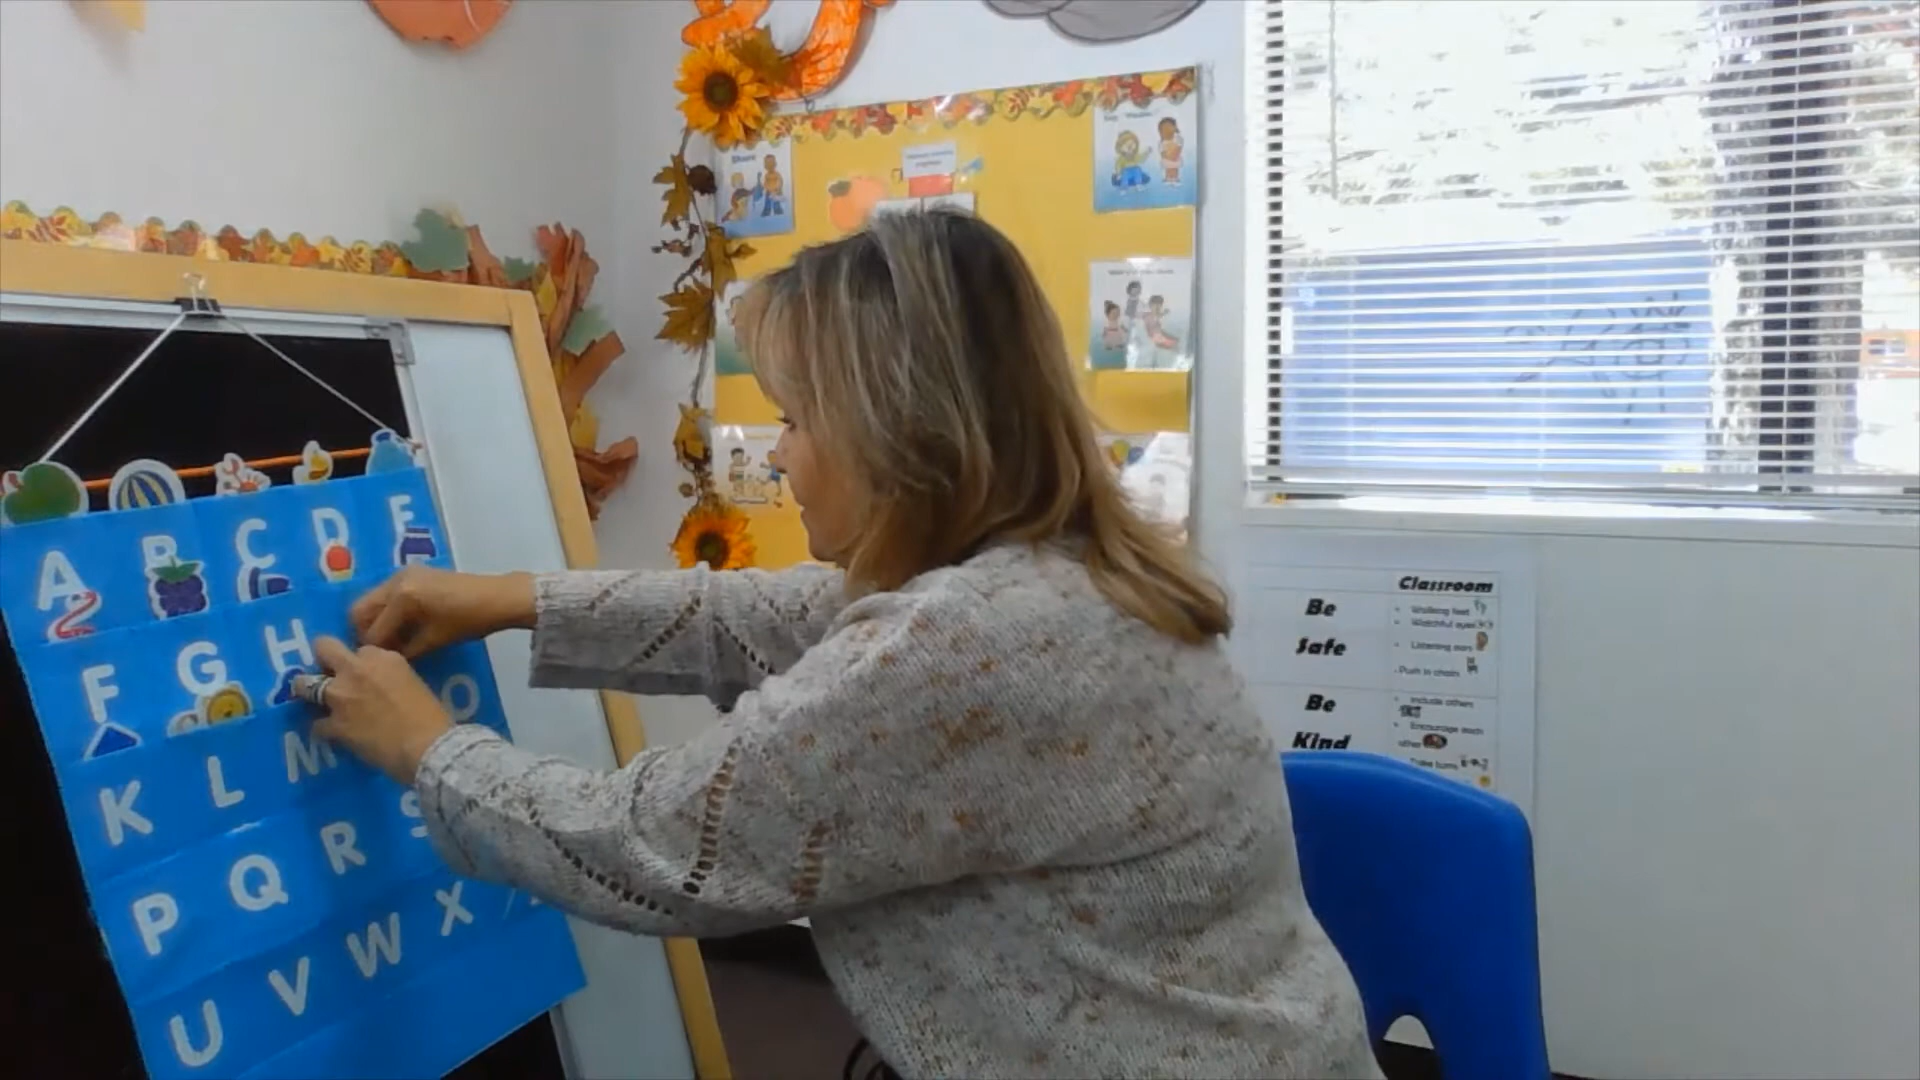 Share
A B C D E
F G H
O
K L M
P Q R S
U V W X
Classroom
Be
Safe
• Walking feet
• Watchful eyes
• Listening ears
• Push in chairs
Be
Kind
• Include others
• Encourage each
other
• Take turns